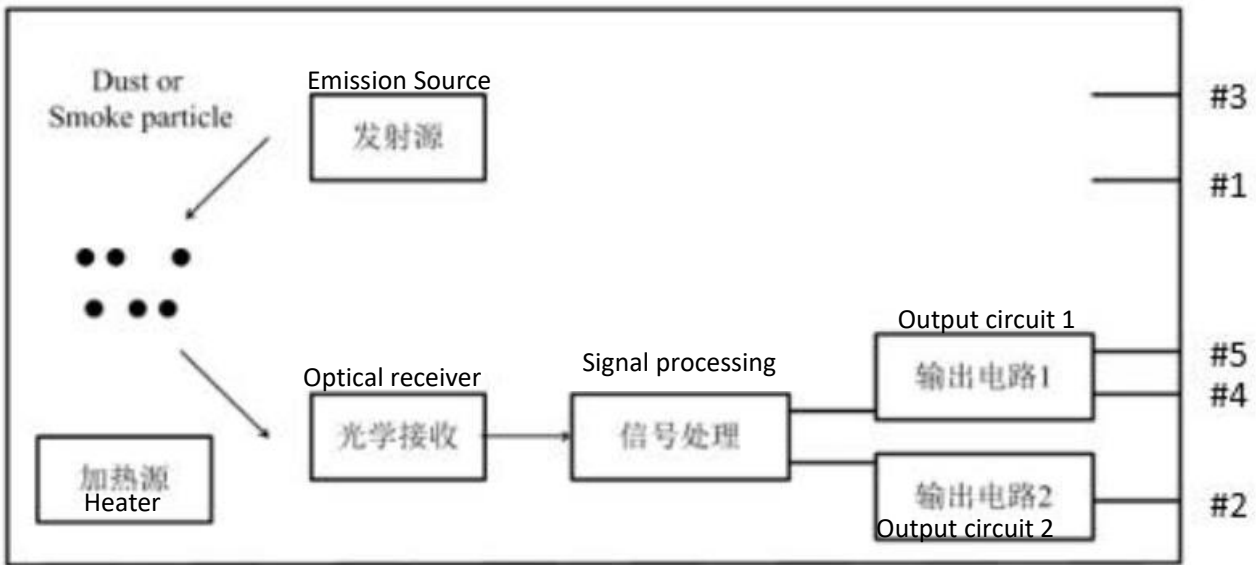 Dust or
Smoke particle
Emission Source
发射源
#3
#1
Output circuit 1
输出电路1
#5
#4
Signal processing
信号处理
Optical receiver
光学接收
加热源
Heater
输出电路2
Output circuit 2
#2